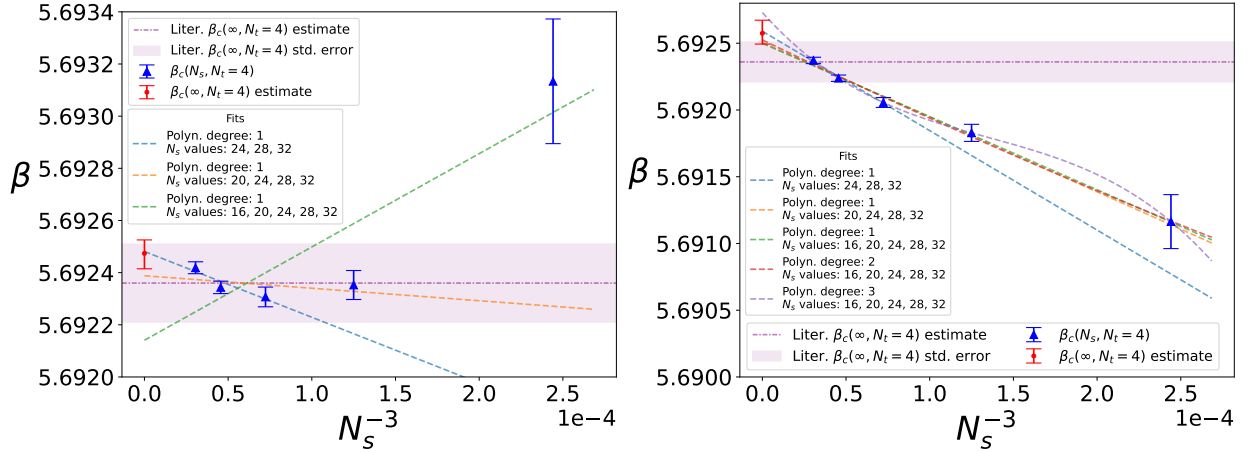 5.6934
5.6932
5.6930
5.6928
5.6926
5.6924
5.6922
5.6920
β
Liter. β_c(∞, N_t = 4) estimate
Liter. β_c(∞, N_t = 4) std. error
β_c(N_s, N_t = 4)
β_c(∞, N_t = 4) estimate
Fits
Polyn. degree: 1
N_s values: 24, 28, 32
Polyn. degree: 1
N_s values: 20, 24, 28, 32
Polyn. degree: 1
N_s values: 16, 20, 24, 28, 32
0.0 0.5 1.0 1.5 2.0 2.5
1e−4
N_s^{−3}
5.6925
5.6920
5.6915
5.6910
5.6905
5.6900
β
Fits
Polyn. degree: 1
N_s values: 24, 28, 32
Polyn. degree: 1
N_s values: 20, 24, 28, 32
Polyn. degree: 1
N_s values: 16, 20, 24, 28, 32
Polyn. degree: 2
N_s values: 16, 20, 24, 28, 32
Polyn. degree: 3
N_s values: 16, 20, 24, 28, 32
Liter. β_c(∞, N_t = 4) estimate
Liter. β_c(∞, N_t = 4) std. error
β_c(N_s, N_t = 4)
β_c(∞, N_t = 4) estimate
0.0 0.5 1.0 1.5 2.0 2.5
1e−4
N_s^{−3}